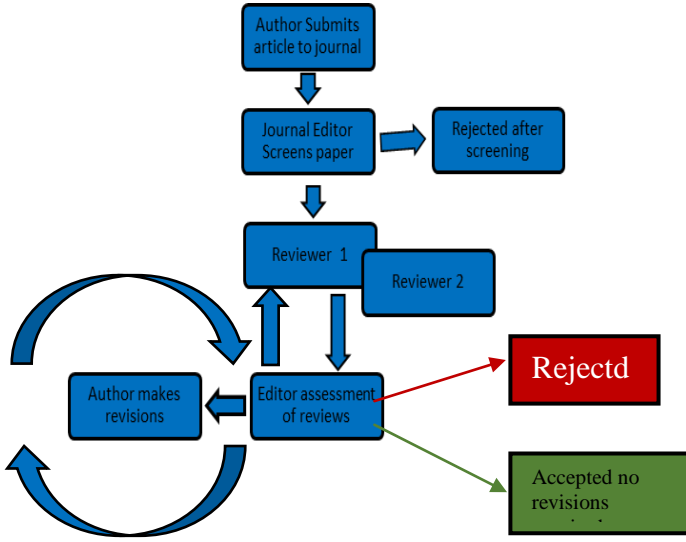 Author Submits
article to journal
Journal Editor
Screens paper
Rejected after
screening
Reviewer 1
Reviewer 2
Rejectd
Author makes
revisions
Editor assessment
of reviews
Accepted no
revisions